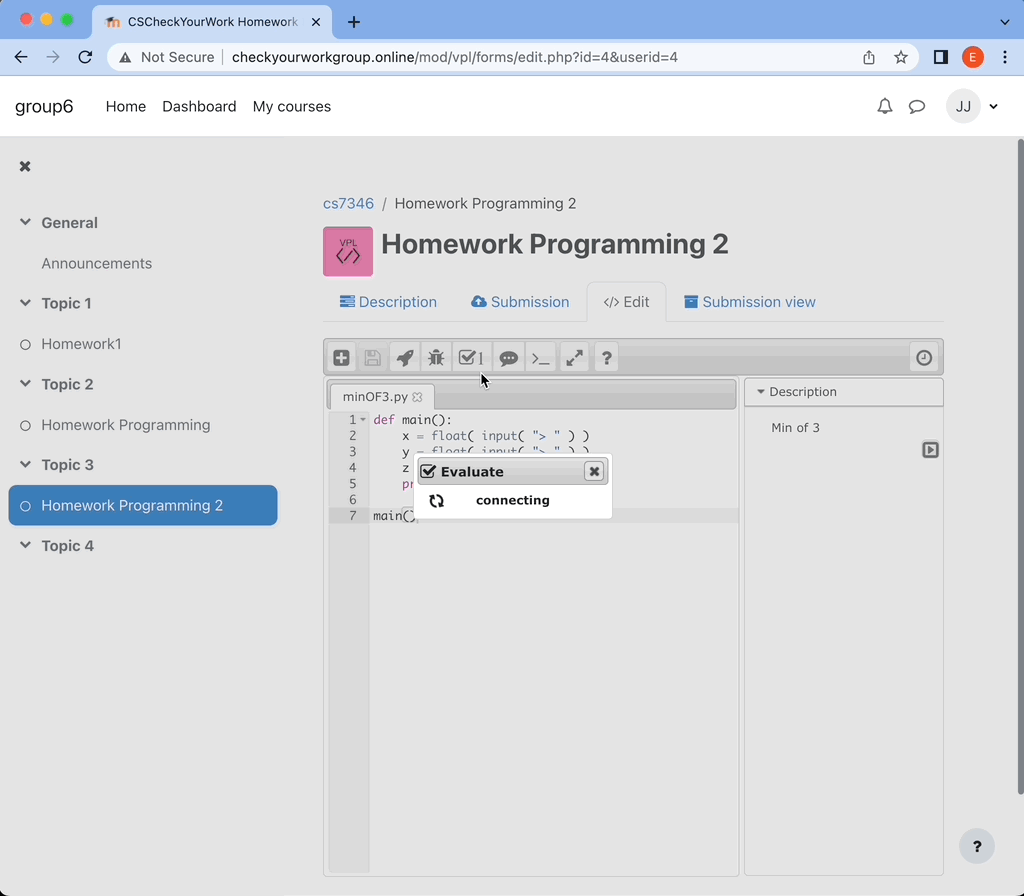 CSCheckYourWork Homework
Not Secure
checkyourworkgroup.online/mod/vpl/forms/edit.php?id=4&userid=4
E
group6
Home
Dashboard
My courses
JJ
General
Announcements
Topic 1
Homework1
Topic 2
Homework Programming
Topic 3
Homework Programming 2
Topic 4
cs7346 / Homework Programming 2
VPL
Homework Programming 2
Description
Submission
</> Edit
Submission view
1
?
minOF3.py
1 def main():
2 x = float( input( "> " ) )
3 y = float( input( "> " ) )
4 z
5 pr
6
7 main()
Evaluate
connecting
Description
Min of 3
?